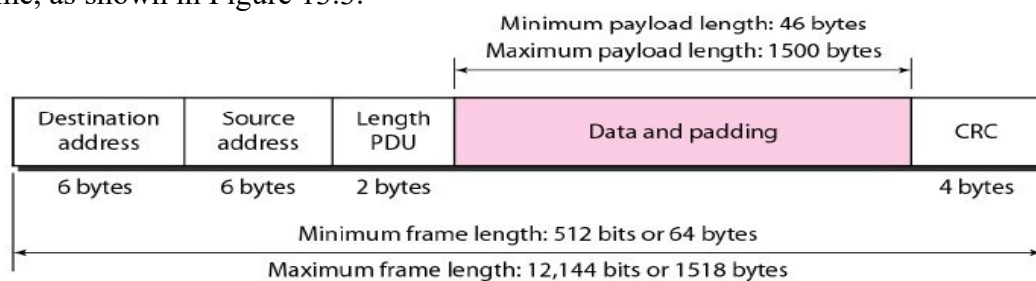 me, as shown in Figure 13.3.
Minimum payload length: 46 bytes
Maximum payload length: 1500 bytes
Destination address
Source address
Length PDU
Data and padding
CRC
6 bytes
6 bytes
2 bytes
4 bytes
Minimum frame length: 512 bits or 64 bytes
Maximum frame length: 12,144 bits or 1518 bytes